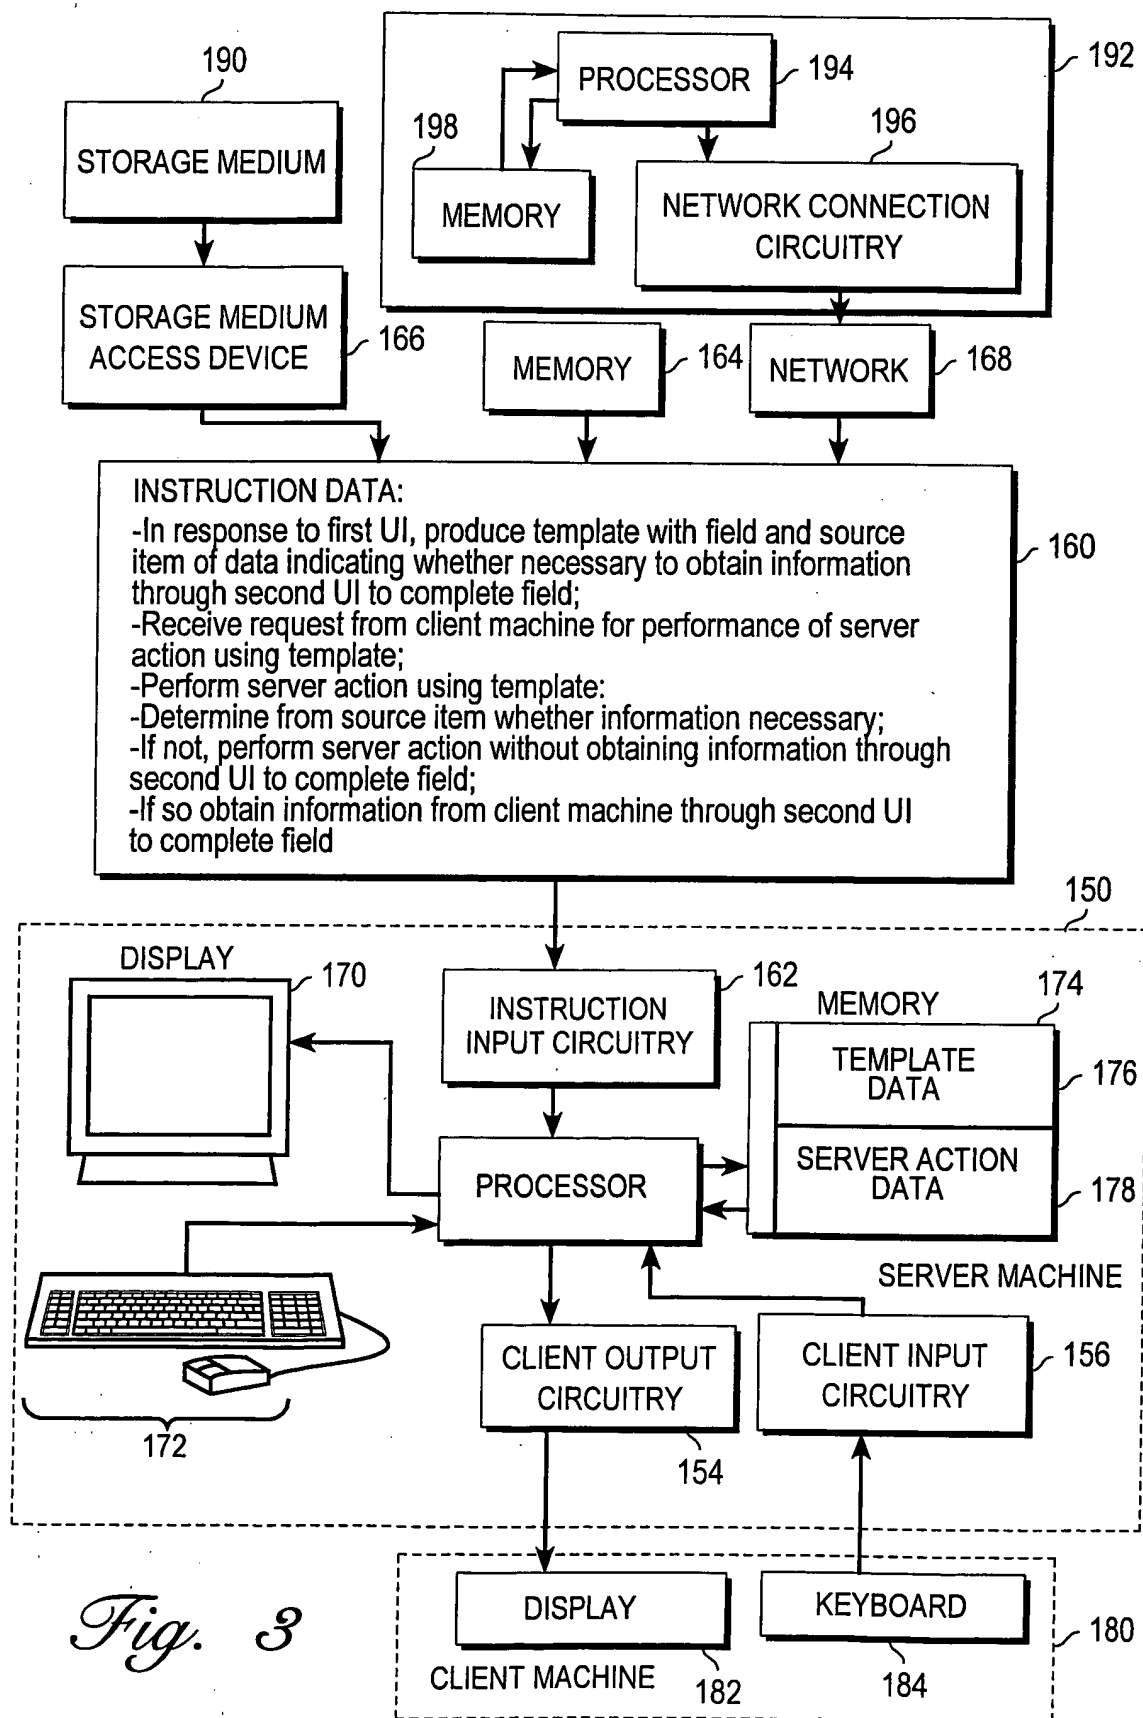 190
STORAGE MEDIUM
STORAGE MEDIUM
ACCESS DEVICE
166
192
PROCESSOR
194
198
MEMORY
196
NETWORK CONNECTION
CIRCUITRY
MEMORY
164
NETWORK
168
INSTRUCTION DATA:
-In response to first UI, produce template with field and source
item of data indicating whether necessary to obtain information
through second UI to complete field;
-Receive request from client machine for performance of server
action using template;
-Perform server action using template:
-Determine from source item whether information necessary;
-If not, perform server action without obtaining information through
second UI to complete field;
-If so obtain information from client machine through second UI
to complete field
160
150
DISPLAY
170
INSTRUCTION
INPUT CIRCUITRY
162
MEMORY
174
TEMPLATE
DATA
176
SERVER ACTION
DATA
178
PROCESSOR
SERVER MACHINE
172
CLIENT OUTPUT
CIRCUITRY
154
CLIENT INPUT
CIRCUITRY
156
DISPLAY
182
KEYBOARD
184
CLIENT MACHINE
180
Fig. 3